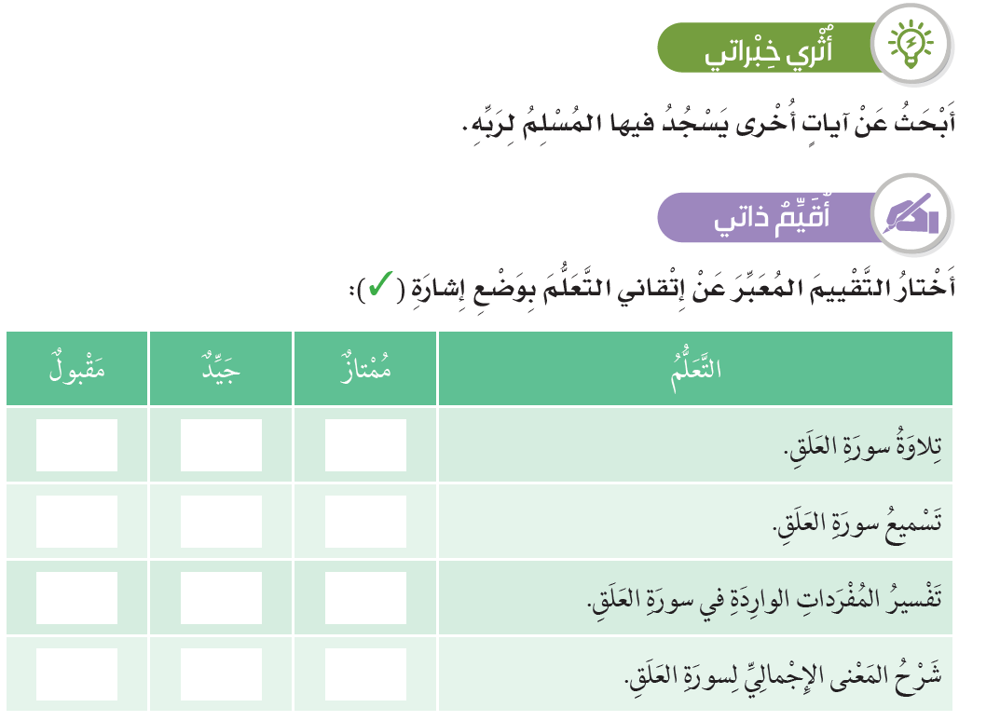 أُثْري خِبْراتي
أَبْحَثُ عَنْ آياتٍ أُخْرى يَسْجُدُ فيها المُسْلِمُ لِرَبِّهِ.
أُقَيِّمُ ذاتي
أَخْتارُ التَّقْييمَ المُعَبِّرَ عَنْ إِتْقاني التَّعَلُّمَ بِوَضْعِ إِشارَةِ (✓):
التَّعَلُّمُ مُمْتازٌ جَيِّدٌ مَقْبولٌ
تِلاوَةُ سورَةِ العَلَقِ.
تَسْميعُ سورَةِ العَلَقِ.
تَفْسيرُ المُفْرَداتِ الوارِدَةِ في سورَةِ العَلَقِ.
شَرْحُ المَعْنى الإِجْمالِيِّ لِسورَةِ العَلَقِ.